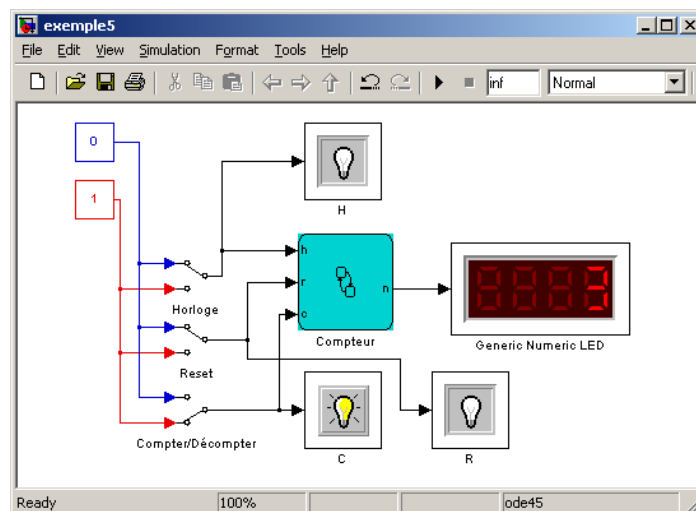 exemple5
File Edit View Simulation Format Tools Help
inf Normal
0
1
H
h
r
c
n
Horloge
Compteur
Generic Numeric LED
Reset
Compter/Décompter
C
R
Ready 100% ode45